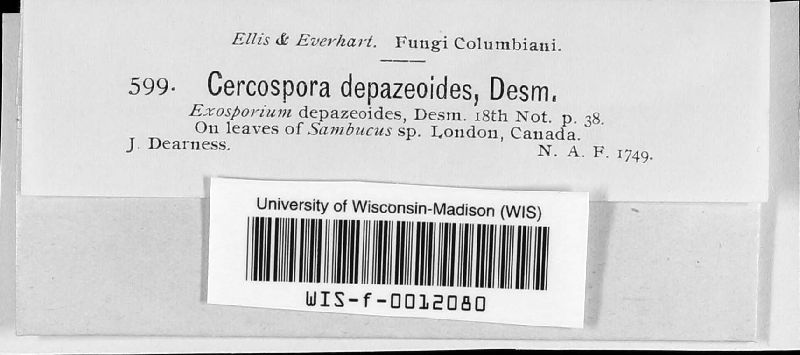 Ellis & Everhart. Fungi Columbiani.
599. Cercospora depazeoides, Desm.
Exosporium depazeoides, Desm. 18th Not. p. 38.
On leaves of Sambucus sp. London, Canada.
J. Dearness. N. A. F. 1749.
University of Wisconsin-Madison (WIS)
WIS-f-0012080